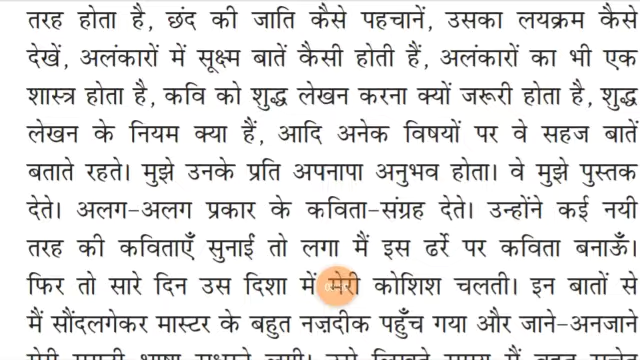 तरह होता है, छंद की जाति कैसे पहचानें, उसका लयक्रम कैसे
देखें, अलंकारों में सूक्ष्म बातें कैसी होती हैं, अलंकारों का भी एक
शास्त्र होता है, कवि को शुद्ध लेखन करना क्यों जरूरी होता है, शुद्ध
लेखन के नियम क्या हैं, आदि अनेक विषयों पर वे सहज बातें
बताते रहते। मुझे उनके प्रति अपनापा अनुभव होता। वे मुझे पुस्तक
देते। अलग-अलग प्रकार के कविता-संग्रह देते। उन्होंने कई नयी
तरह की कविताएँ सुनाईं तो लगा मैं इस ढर्रे पर कविता बनाऊँ।
फिर तो सारे दिन उस दिशा में मेरी कोशिश चलती। इन बातों से
मैं सौंदलगेकर मास्टर के बहुत नज़दीक पहुँच गया और जाने-अनजाने